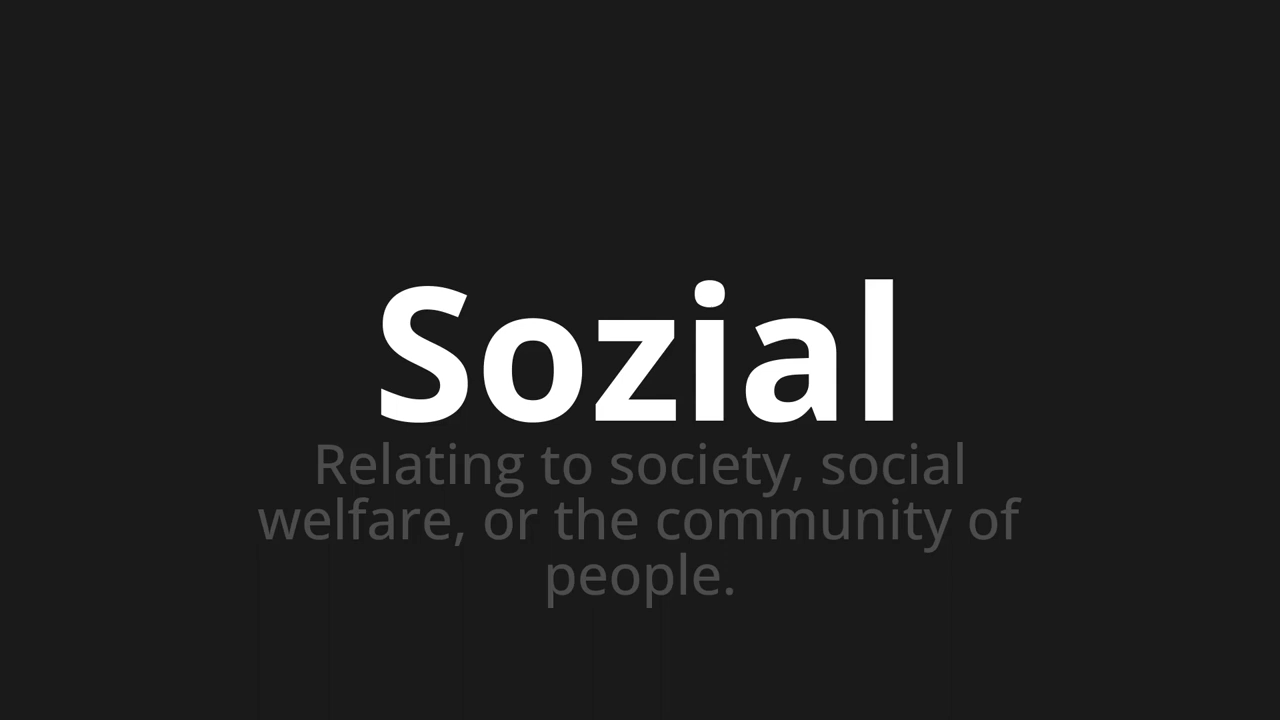 Sozial
Relating to society, social
welfare, or the community of
people.